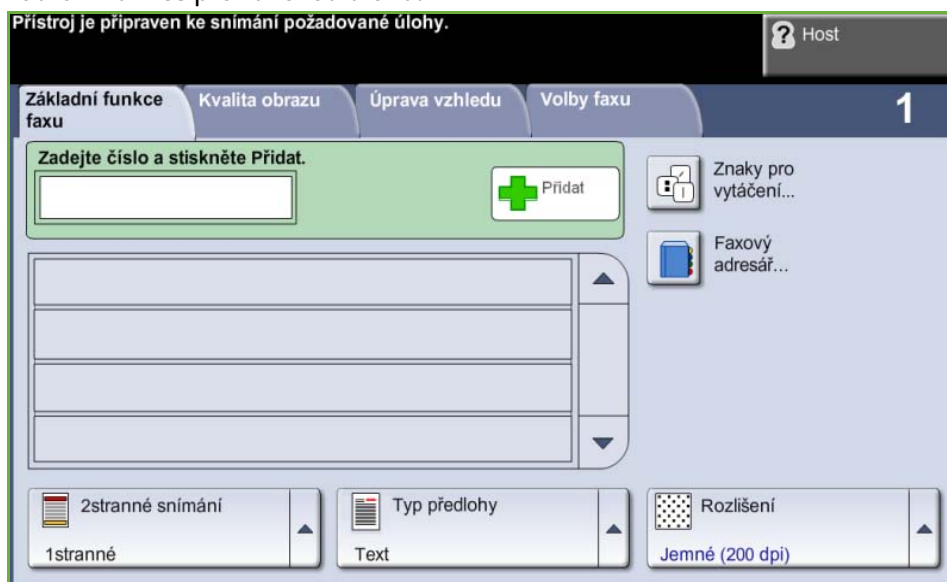 Přístroj je připraven ke snímání požadované úlohy.
Host
Základní funkce
faxu
Kvalita obrazu
Úprava vzhledu
Volby faxu
1
Zadejte číslo a stiskněte Přidat.
Přidat
Znaky pro
vytáčení...
Faxový
adresář...
2stranné snímání
1stranné
Typ předlohy
Text
Rozlišení
Jemné (200 dpi)